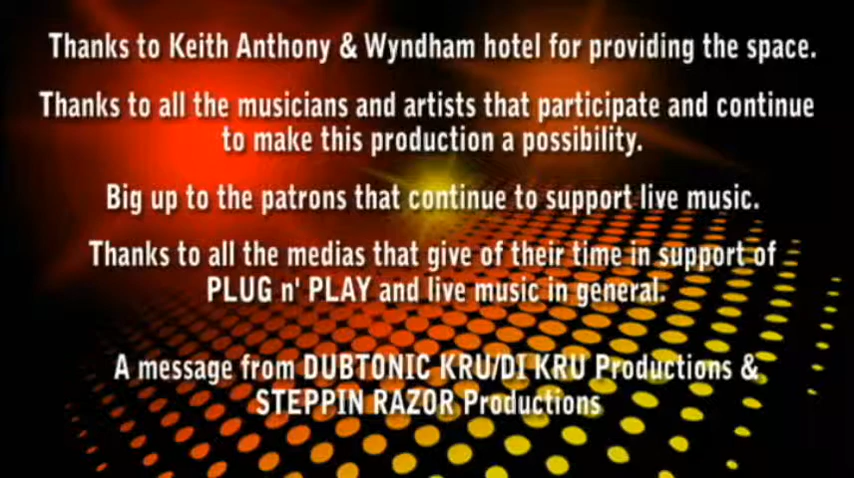 Thanks to Keith Anthony & Wyndham hotel for providing the space.
Thanks to all the musicians and artists that participate and continue
to make this production a possibility.
Big up to the patrons that continue to support live music.
Thanks to all the medias that give of their time in support of
PLUG n' PLAY and live music in general.
A message from DUBTONIC KRU/DI KRU Productions &
STEPPIN RAZOR Productions